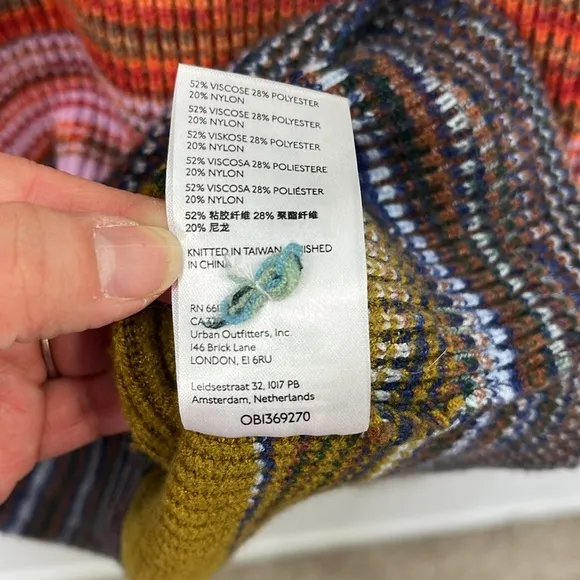 52% VISCOSE 28% POLYESTER
20% NYLON
52% VISCOSE 28% POLYESTER
20% NYLON
52% VISKOSE 28% POLYESTER
20% NYLON
52% VISCOSA 28% POLIESTERE
20% NYLON
52% VISCOSA 28% POLIÉSTER
20% NYLON
52% 粘胶纤维 28% 聚酯纤维
20% 尼龙
KNITTED IN TAIWAN
IN
RN
Urban Outfitters, Inc.
146 Brick Lane
LONDON, E1 6RU
Leidsestraat 32, 1017 PB
Amsterdam, Netherlands
OB1369270